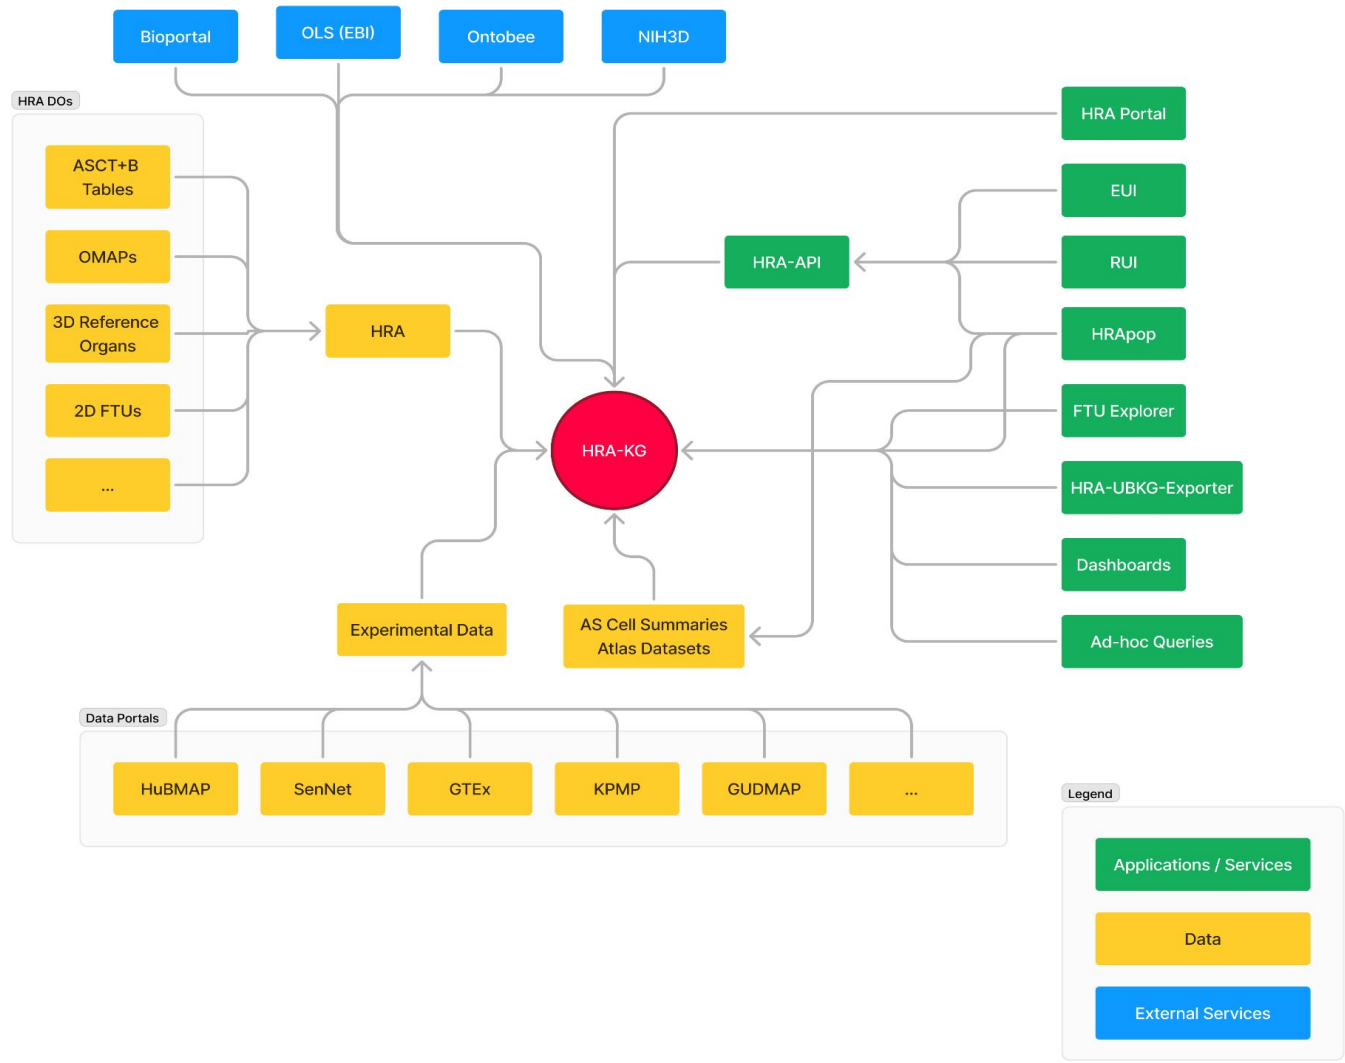 Bioportal
OLS (EBI)
Ontobee
NIH3D
HRA DOs
ASCT+B
Tables
OMAPs
3D Reference
Organs
2D FTUs
...
HRA
HRA-KG
HRA-API
HRA Portal
EUI
RUI
HRApop
FTU Explorer
HRA-UBKG-Exporter
Dashboards
Ad-hoc Queries
Experimental Data
AS Cell Summaries
Atlas Datasets
Data Portals
HuBMAP
SenNet
GTEx
KPMP
GUDMAP
...
Legend
Applications / Services
Data
External Services